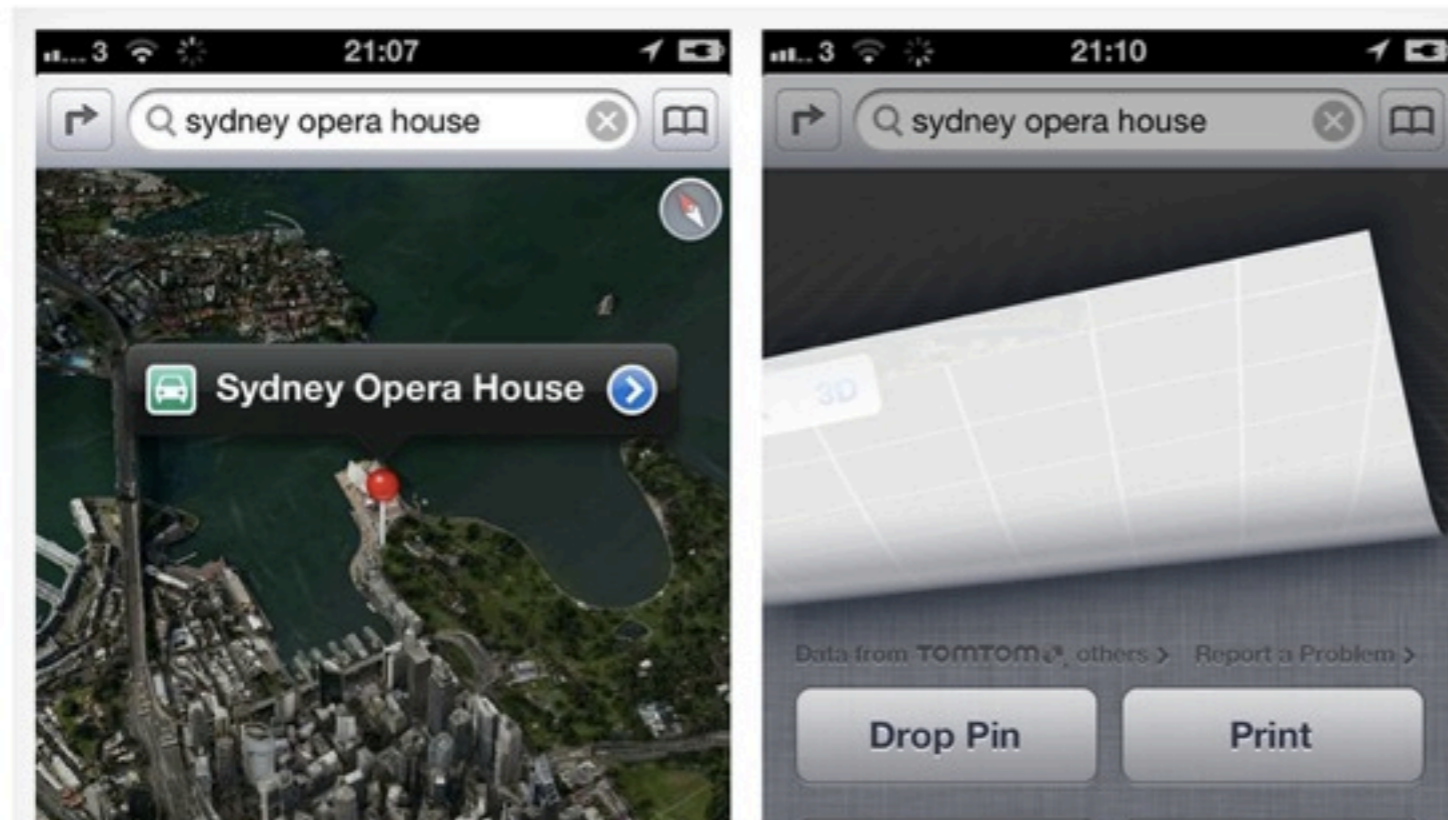 3 21:07
sydney opera house
Sydney Opera House
3 21:10
sydney opera house
3D
Data from TOMTOM, others > Report a Problem >
Drop Pin Print